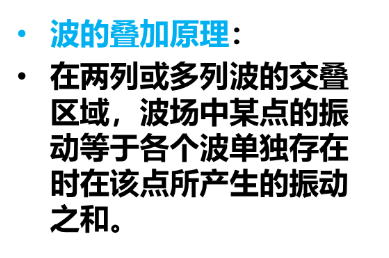 • 波的叠加原理：
• 在两列或多列波的交叠
区域，波场中某点的振
动等于各个波单独存在
时在该点所产生的振动
之和。